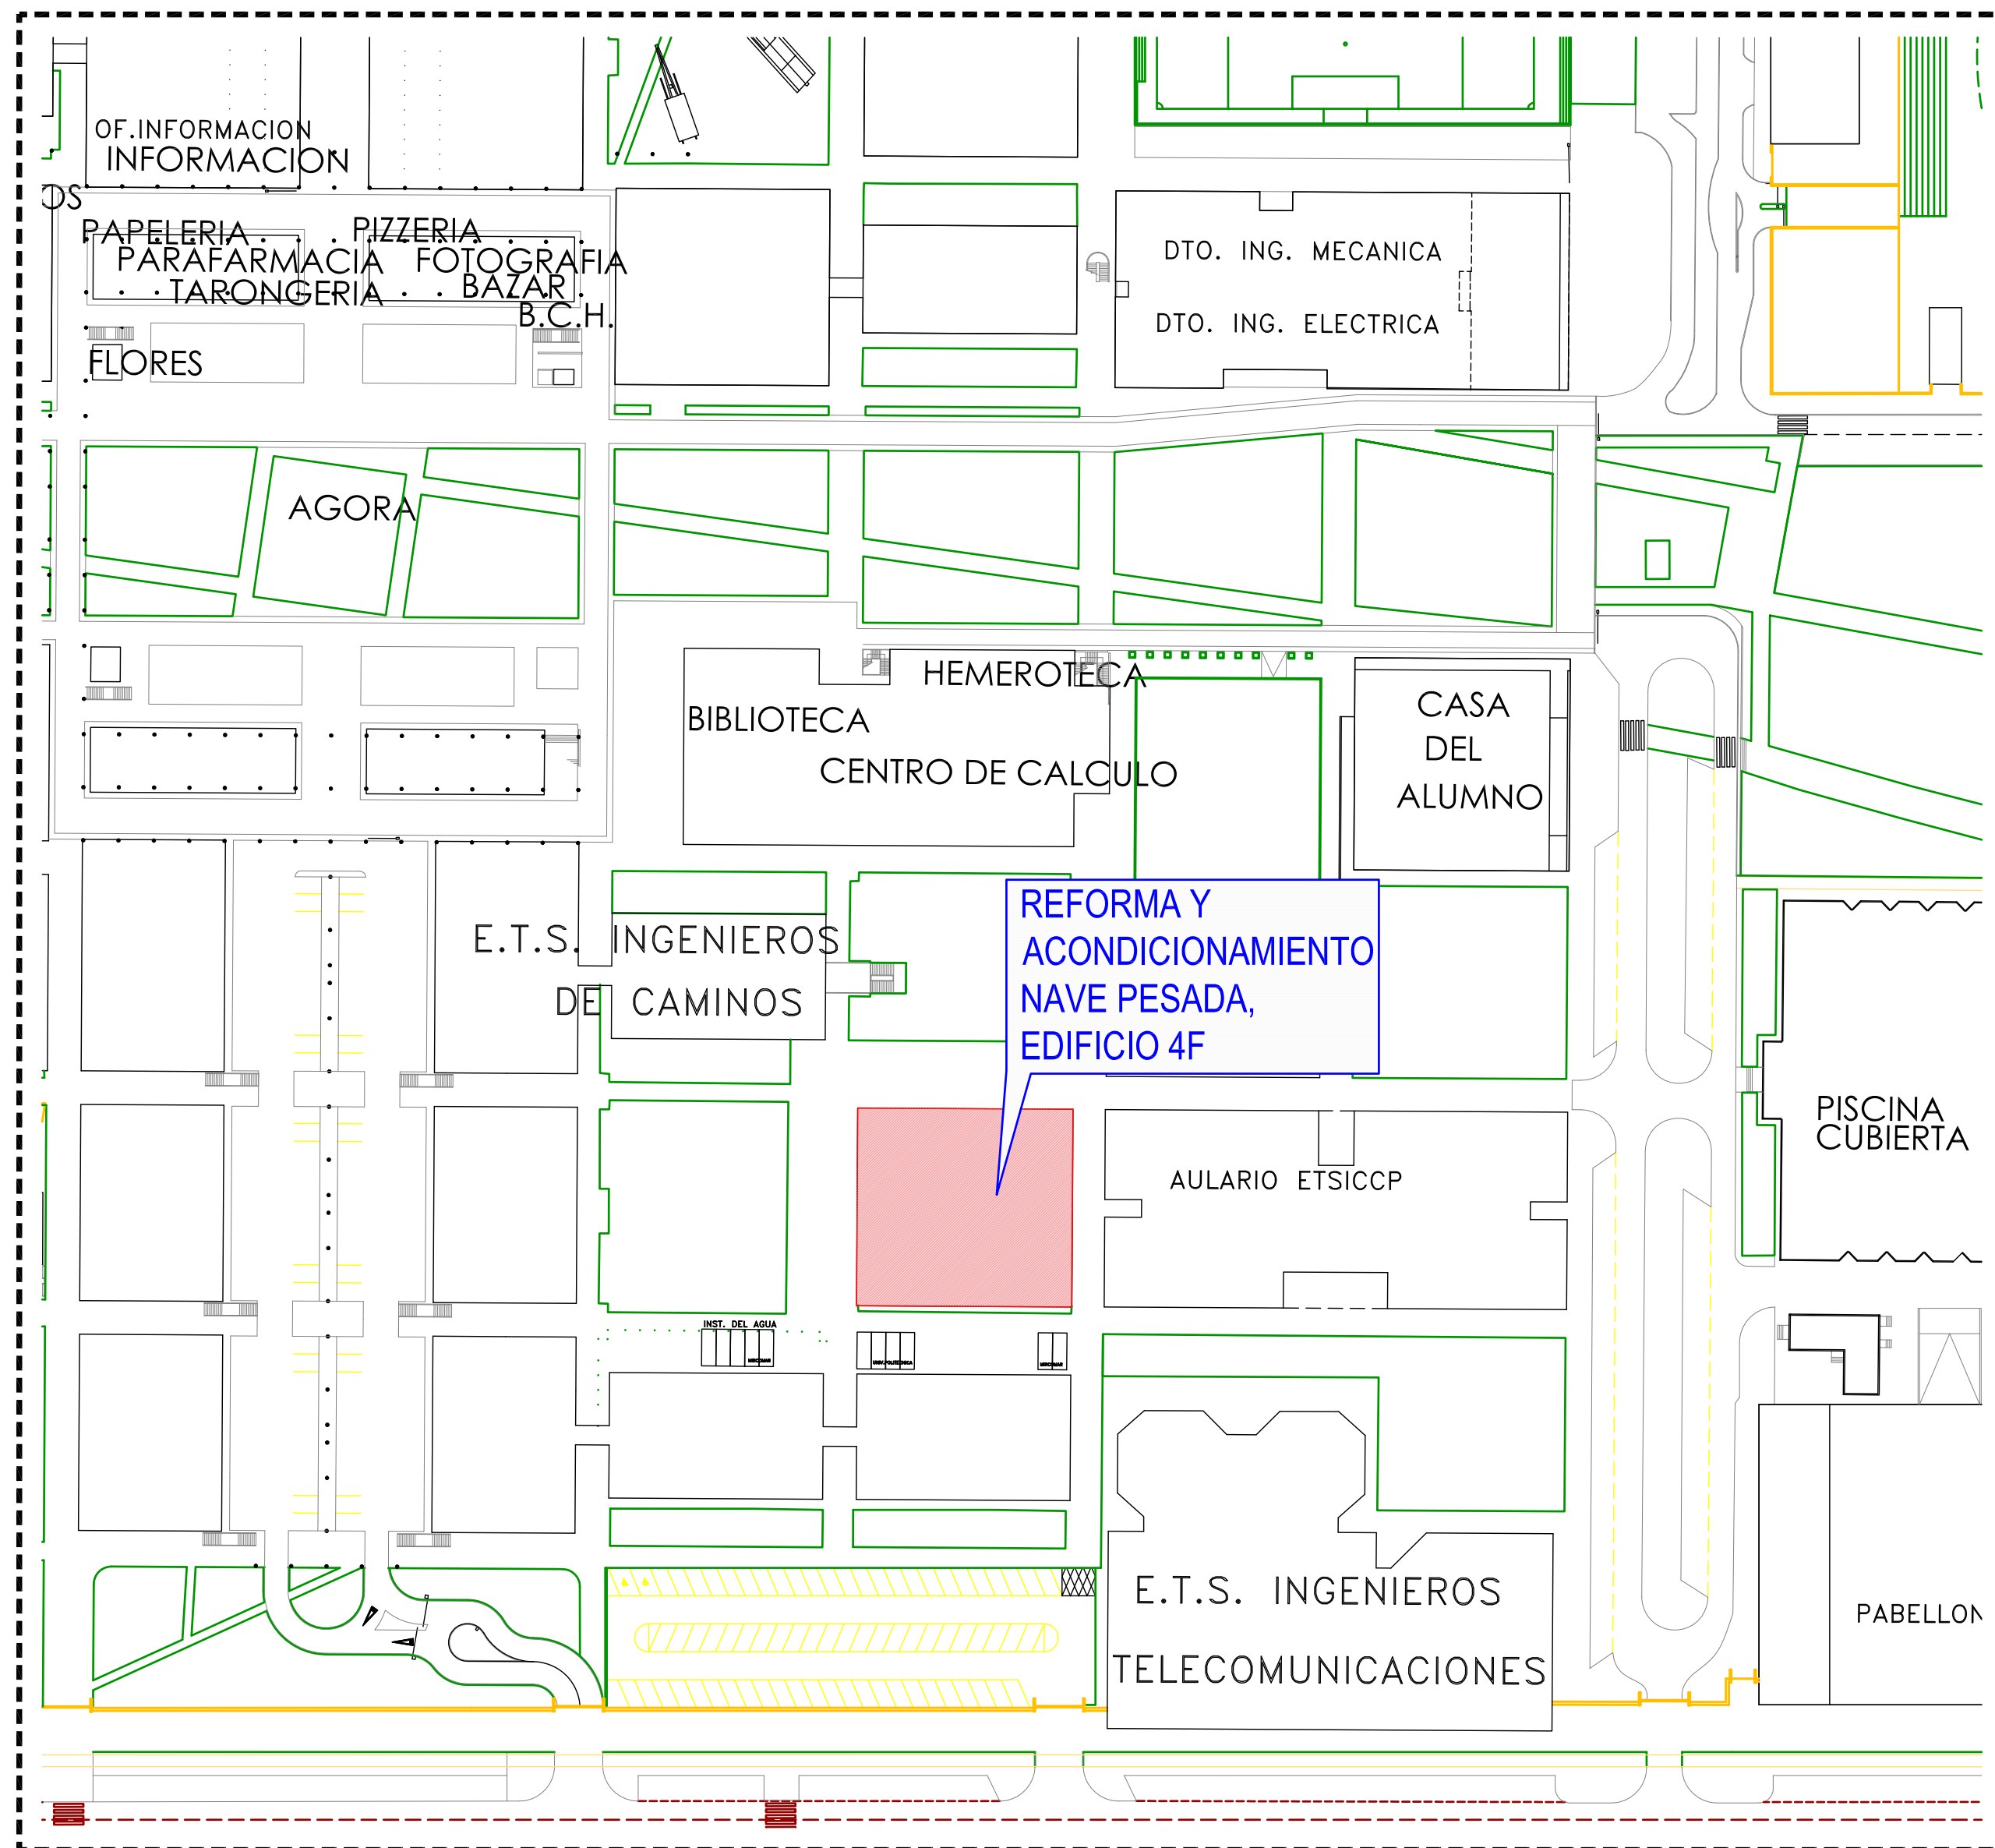 OF.INFORMACION
INFORMACION
OS
PAPELERIA
PIZZERIA
PARAFARMACIA
FOTOGRAFIA
TARONGERIA
BAZAR
B.C.H.
FLORES
DTO. ING. MECANICA
DTO. ING. ELECTRICA
AGORA
HEMEROTECA
BIBLIOTECA
CENTRO DE CALCULO
CASA
DEL
ALUMNO
REFORMA Y
ACONDICIONAMIENTO
NAVE PESADA,
EDIFICIO 4F
E.T.S. INGENIEROS
DE CAMINOS
PISCINA
CUBIERTA
AULARIO ETSICCP
INST. DEL AGUA
UNIV.POLITECNICA
E.T.S. INGENIEROS
TELECOMUNICACIONES
PABELLON